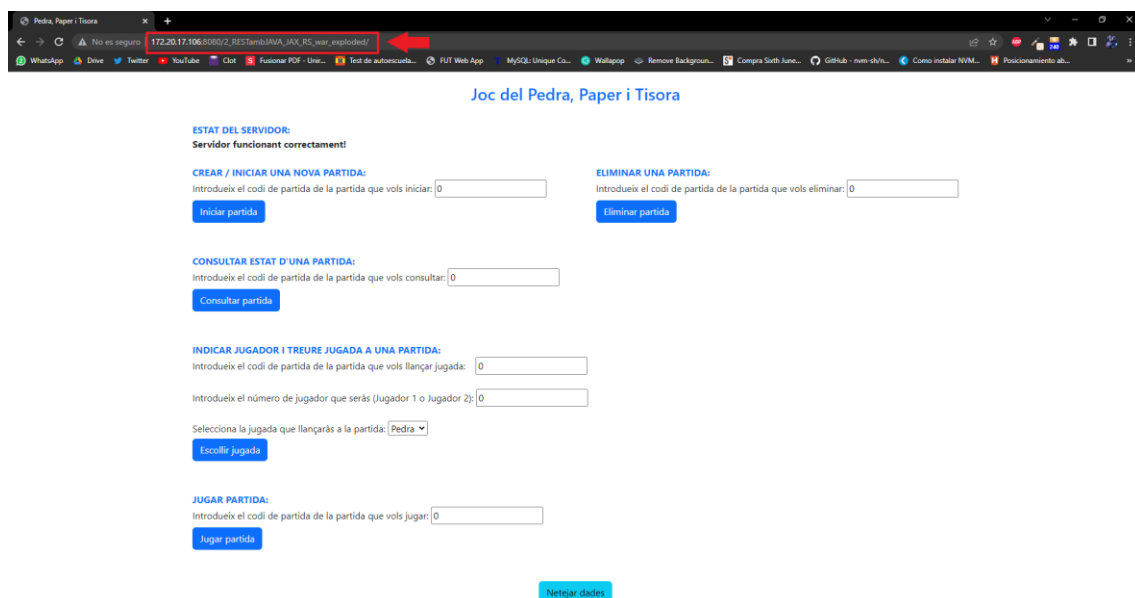 Pedra, Paper i Tisora
No es seguro
172.20.17.106:8080/2_RESTambJAVA_JAX_RS_war_exploded/
WhatsApp Drive Twitter YouTube Clot Fusionar PDF - Unir... Test de autoescuela... FUT Web App MySQL: Unique Co... Wallapop Remove Backgroun... Compra Sixth June... GitHub - nvm-sh/n... Como instalar NVM... Posicionamiento ab... »
Joc del Pedra, Paper i Tisora
ESTAT DEL SERVIDOR:
Servidor funcionant correctament!
CREAR / INICIAR UNA NOVA PARTIDA:
Introdueix el codi de partida de la partida que vols iniciar: 0
Iniciar partida
ELIMINAR UNA PARTIDA:
Introdueix el codi de partida de la partida que vols eliminar: 0
Eliminar partida
CONSULTAR ESTAT D'UNA PARTIDA:
Introdueix el codi de partida de la partida que vols consultar: 0
Consultar partida
INDICAR JUGADOR I TREURE JUGADA A UNA PARTIDA:
Introdueix el codi de partida de la partida que vols llançar jugada: 0
Introdueix el número de jugador que seràs (Jugador 1 o Jugador 2): 0
Selecciona la jugada que llançaràs a la partida: Pedra
Escollir jugada
JUGAR PARTIDA:
Introdueix el codi de partida de la partida que vols jugar: 0
Jugar partida
Netejar dades